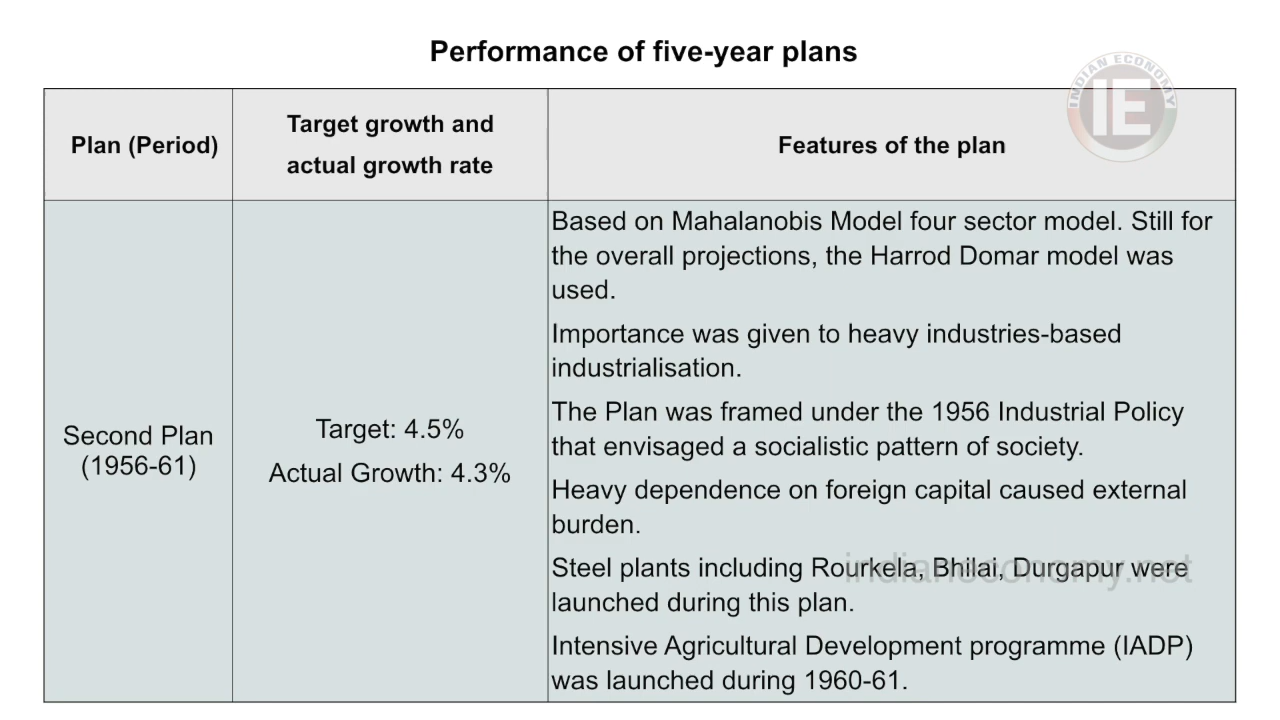 Performance of five-year plans
INDIAN ECONOMY
IE
Plan (Period)
Target growth and
actual growth rate
Features of the plan
Second Plan
(1956-61)
Target: 4.5%
Actual Growth: 4.3%
Based on Mahalanobis Model four sector model. Still for
the overall projections, the Harrod Domar model was
used.
Importance was given to heavy industries-based
industrialisation.
The Plan was framed under the 1956 Industrial Policy
that envisaged a socialistic pattern of society.
Heavy dependence on foreign capital caused external
burden.
Steel plants including Rourkela, Bhilai, Durgapur were
launched during this plan.
Intensive Agricultural Development programme (IADP)
was launched during 1960-61.
indianeconomy.net